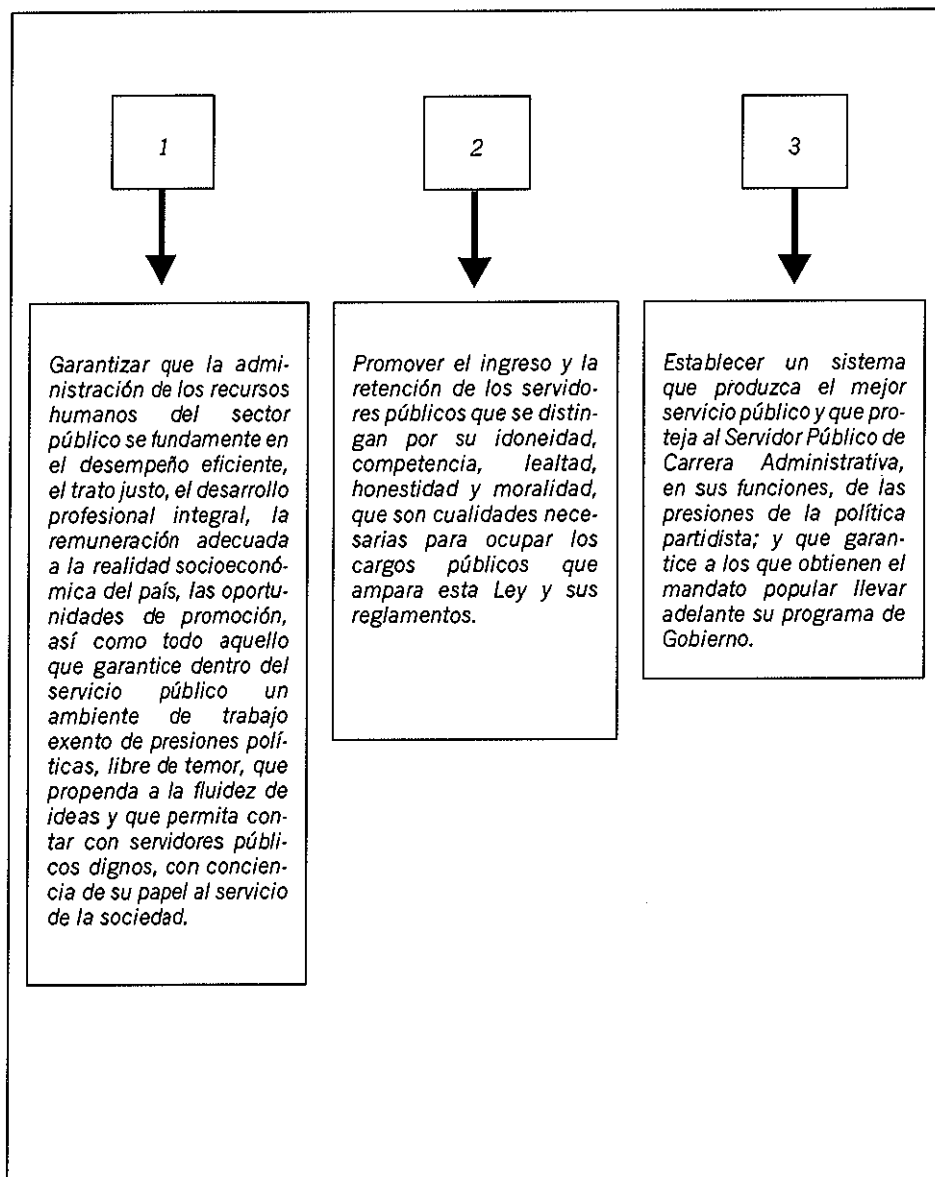 1
Garantizar que la admi-
nistración de los recursos
humanos del sector
público se fundamente en
el desempeño eficiente,
el trato justo, el desarrollo
profesional integral, la
remuneración adecuada
a la realidad socioeconó-
mica del país, las oportu-
nidades de promoción,
así como todo aquello
que garantice dentro del
servicio público un
ambiente de trabajo
exento de presiones polí-
ticas, libre de temor, que
propenda a la fluidez de
ideas y que permita con-
tar con servidores públi-
cos dignos, con concien-
cia de su papel al servicio
de la sociedad.
2
Promover el ingreso y la
retención de los servido-
res públicos que se distin-
gan por su idoneidad,
competencia, lealtad,
honestidad y moralidad,
que son cualidades nece-
sarias para ocupar los
cargos públicos que
ampara esta Ley y sus
reglamentos.
3
Establecer un sistema
que produzca el mejor
servicio público y que pro-
teja al Servidor Público de
Carrera Administrativa,
en sus funciones, de las
presiones de la política
partidista; y que garan-
tice a los que obtienen el
mandato popular llevar
adelante su programa de
Gobierno.